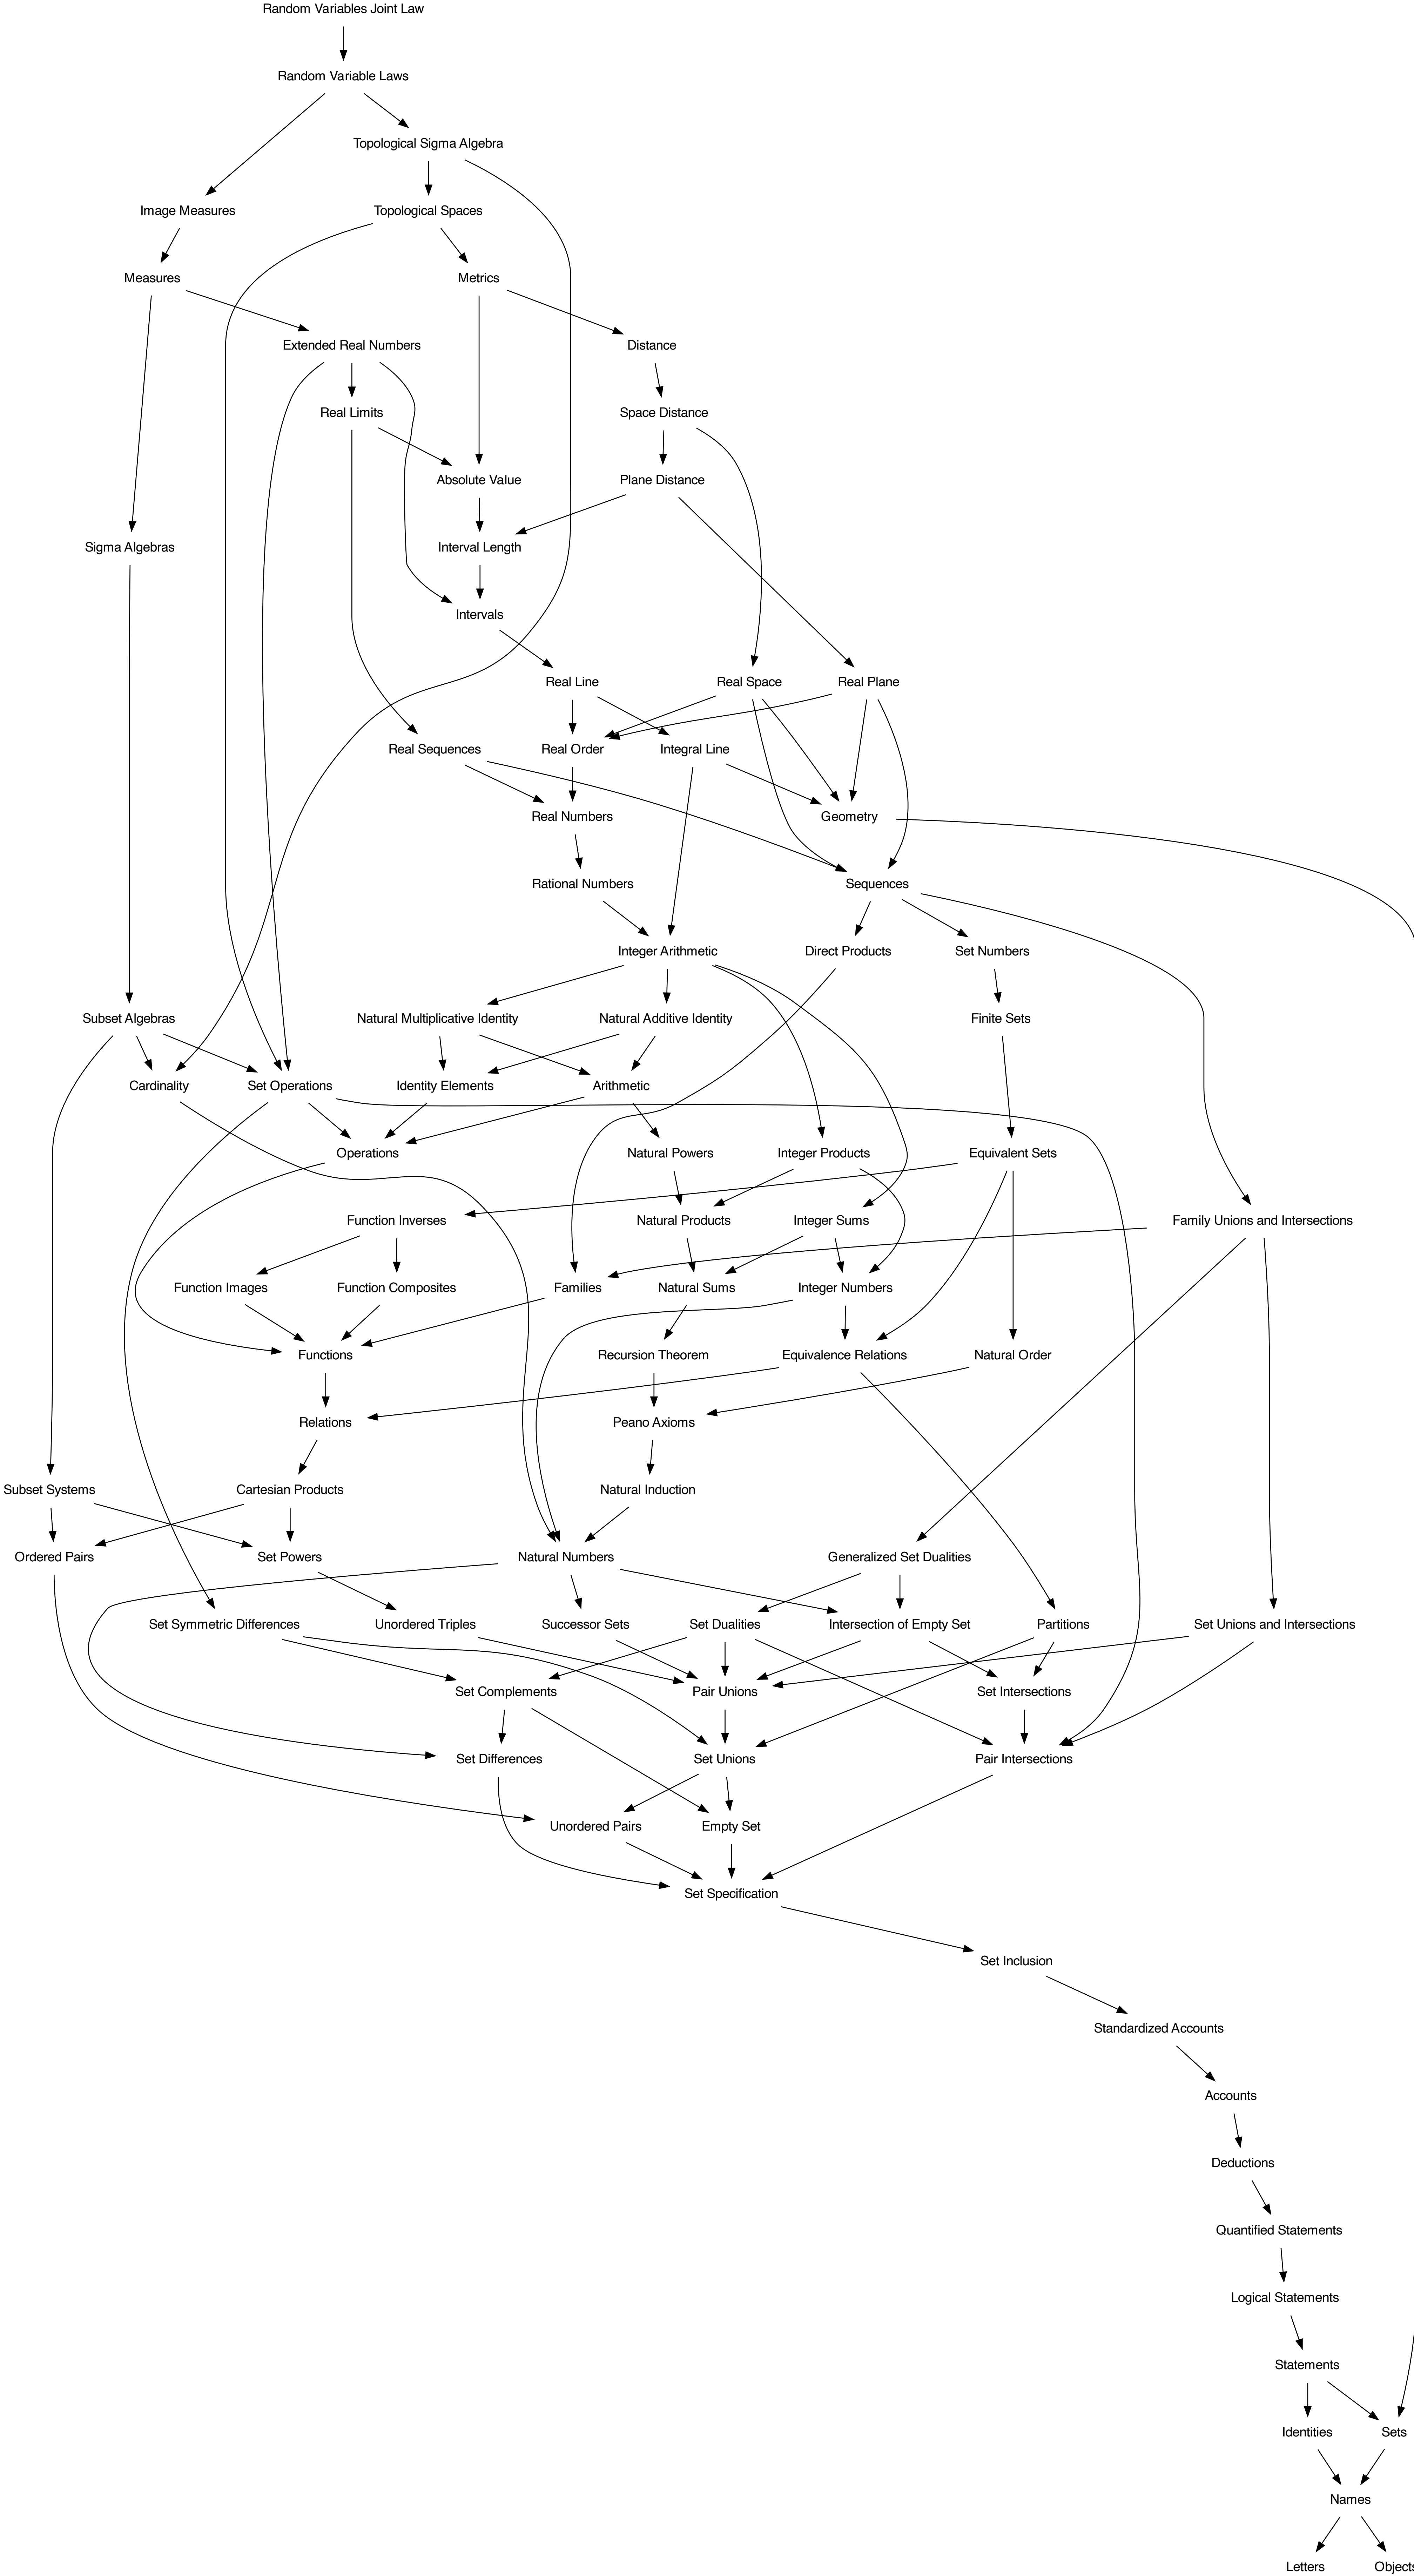 Random Variables Joint Law
Random Variable Laws
Topological Sigma Algebra
Image Measures
Topological Spaces
Measures
Metrics
Extended Real Numbers
Distance
Real Limits
Space Distance
Absolute Value
Plane Distance
Sigma Algebras
Interval Length
Intervals
Real Line
Real Space
Real Plane
Real Sequences
Real Order
Integral Line
Real Numbers
Geometry
Rational Numbers
Sequences
Integer Arithmetic
Direct Products
Set Numbers
Subset Algebras
Natural Multiplicative Identity
Natural Additive Identity
Finite Sets
Cardinality
Set Operations
Identity Elements
Arithmetic
Operations
Natural Powers
Integer Products
Equivalent Sets
Function Inverses
Natural Products
Integer Sums
Family Unions and Intersections
Function Images
Function Composites
Families
Natural Sums
Integer Numbers
Functions
Recursion Theorem
Equivalence Relations
Natural Order
Relations
Peano Axioms
Subset Systems
Cartesian Products
Natural Induction
Ordered Pairs
Set Powers
Natural Numbers
Generalized Set Dualities
Set Symmetric Differences
Unordered Triples
Successor Sets
Set Dualities
Intersection of Empty Set
Partitions
Set Unions and Intersections
Set Complements
Pair Unions
Set Intersections
Set Differences
Set Unions
Pair Intersections
Unordered Pairs
Empty Set
Set Specification
Set Inclusion
Standardized Accounts
Accounts
Deductions
Quantified Statements
Logical Statements
Statements
Identities
Sets
Names
Letters
Objects